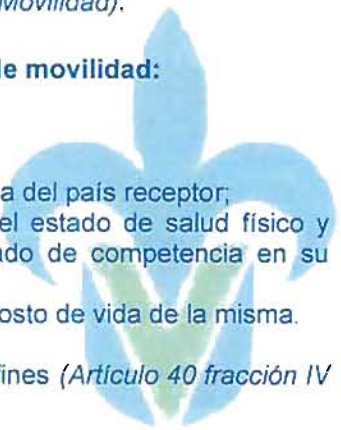 Movilidad).
de movilidad:
a del país receptor;
el estado de salud físico y
ado de competencia en su
osto de vida de la misma.
fines (Artículo 40 fracción IV